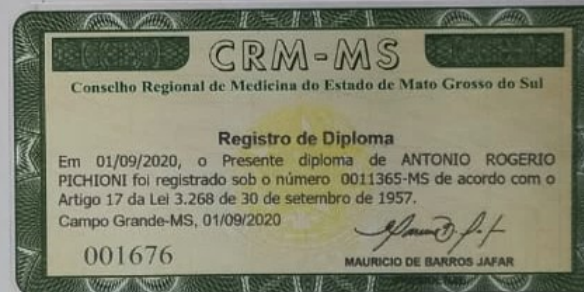 CRM-MS
Conselho Regional de Medicina do Estado de Mato Grosso do Sul
Registro de Diploma
Em 01/09/2020, o Presente diploma de ANTONIO ROGERIO
PICHIONI foi registrado sob o número 0011365-MS de acordo com o
Artigo 17 da Lei 3.268 de 30 de setembro de 1957.
Campo Grande-MS, 01/09/2020
001676
MAURICIO DE BARROS JAFAR